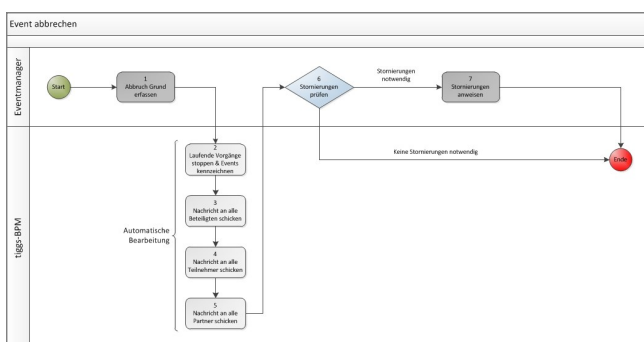 Event abbrechen
Eventmanager
Start
1
Abbruch Grund
erfassen
6
Stornierungen
prüfen
Stornierungen
notwendig
7
Stornierungen
anweisen
tiggs-BPM
Automatische
Bearbeitung
2
Laufende Vorgänge
stoppen & Events
kennzeichnen
3
Nachricht an alle
Beteiligten schicken
4
Nachricht an alle
Teilnehmer schicken
5
Nachricht an alle
Partner schicken
Keine Stornierungen notwendig
Ende